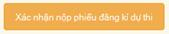 Xác nhận nộp phiếu đăng kí dự thi